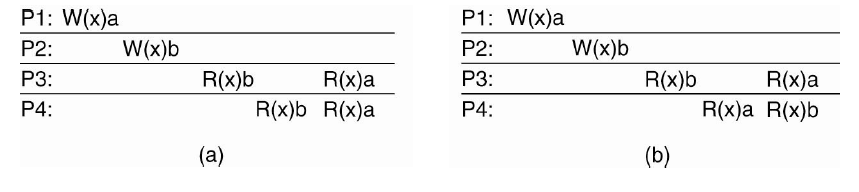 P1: W(x)a
P2: W(x)b
P3: R(x)b R(x)a
P4: R(x)b R(x)a
(a)
P1: W(x)a
P2: W(x)b
P3: R(x)b R(x)a
P4: R(x)a R(x)b
(b)